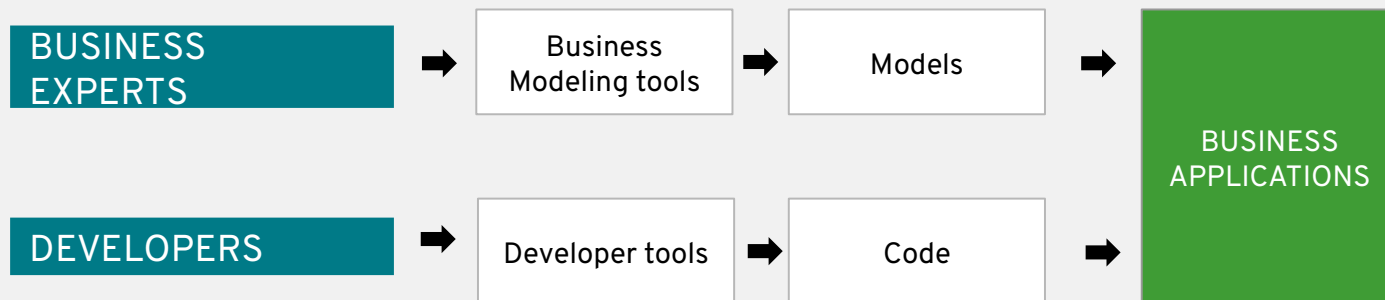 BUSINESS
EXPERTS
Business
Modeling tools
Models
BUSINESS
APPLICATIONS
DEVELOPERS
Developer tools
Code